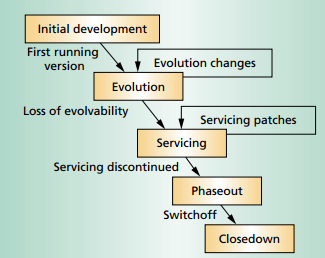 Initial development
First running
version
Evolution changes
Evolution
Loss of evolvability
Servicing patches
Servicing
Servicing discontinued
Phaseout
Switchoff
Closedown